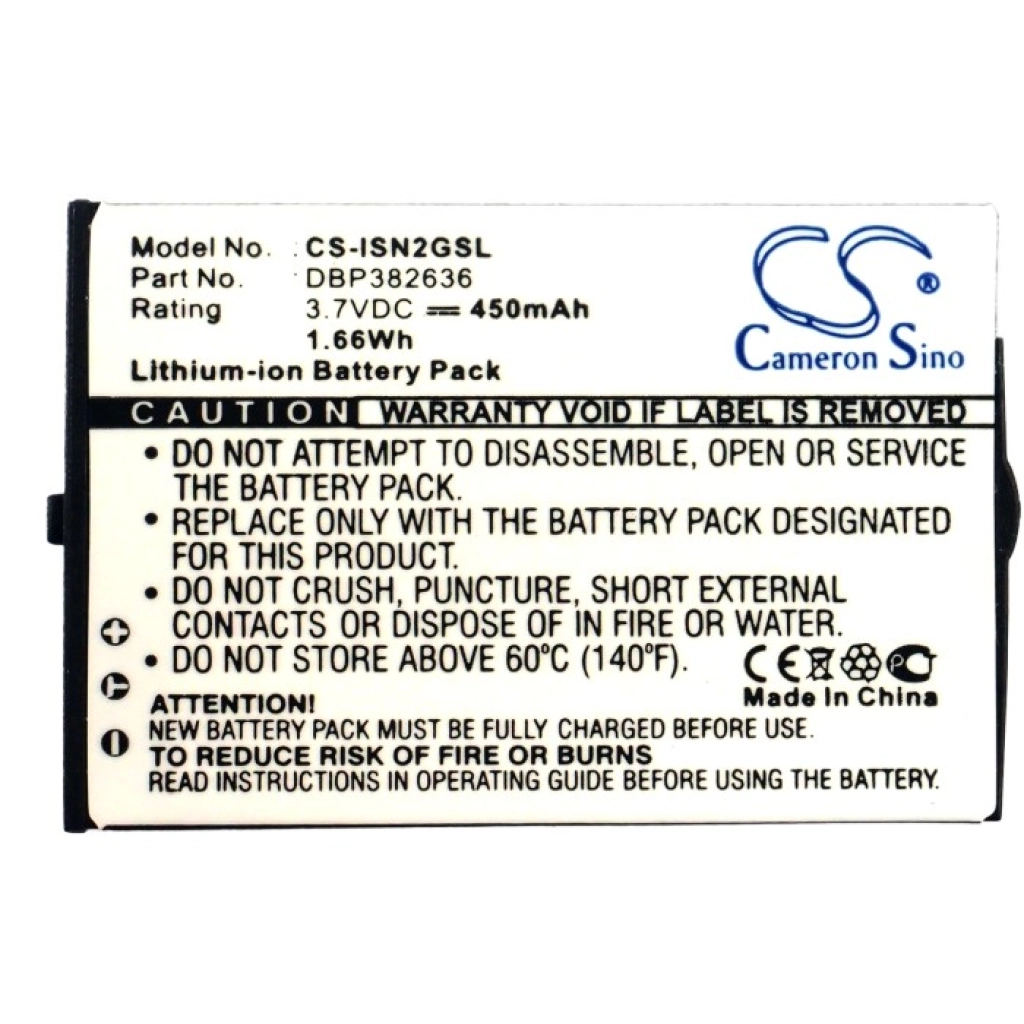 Model No. : CS-ISN2GSL
Part No. : DBP382636
Rating : 3.7VDC 450mAh
1.66Wh
Lithium-ion Battery Pack
CS ®
Cameron Sino
CAUTION WARRANTY VOID IF LABEL IS REMOVED
• DO NOT ATTEMPT TO DISASSEMBLE, OPEN OR SERVICE
THE BATTERY PACK.
• REPLACE ONLY WITH THE BATTERY PACK DESIGNATED
FOR THIS PRODUCT.
• DO NOT CRUSH, PUNCTURE, SHORT EXTERNAL
CONTACTS OR DISPOSE OF IN FIRE OR WATER.
• DO NOT STORE ABOVE 60ºC (140ºF).
CE PC
Made In China
+
T
−
ATTENTION!
NEW BATTERY PACK MUST BE FULLY CHARGED BEFORE USE.
TO REDUCE RISK OF FIRE OR BURNS
READ INSTRUCTIONS IN OPERATING GUIDE BEFORE USING THE BATTERY.